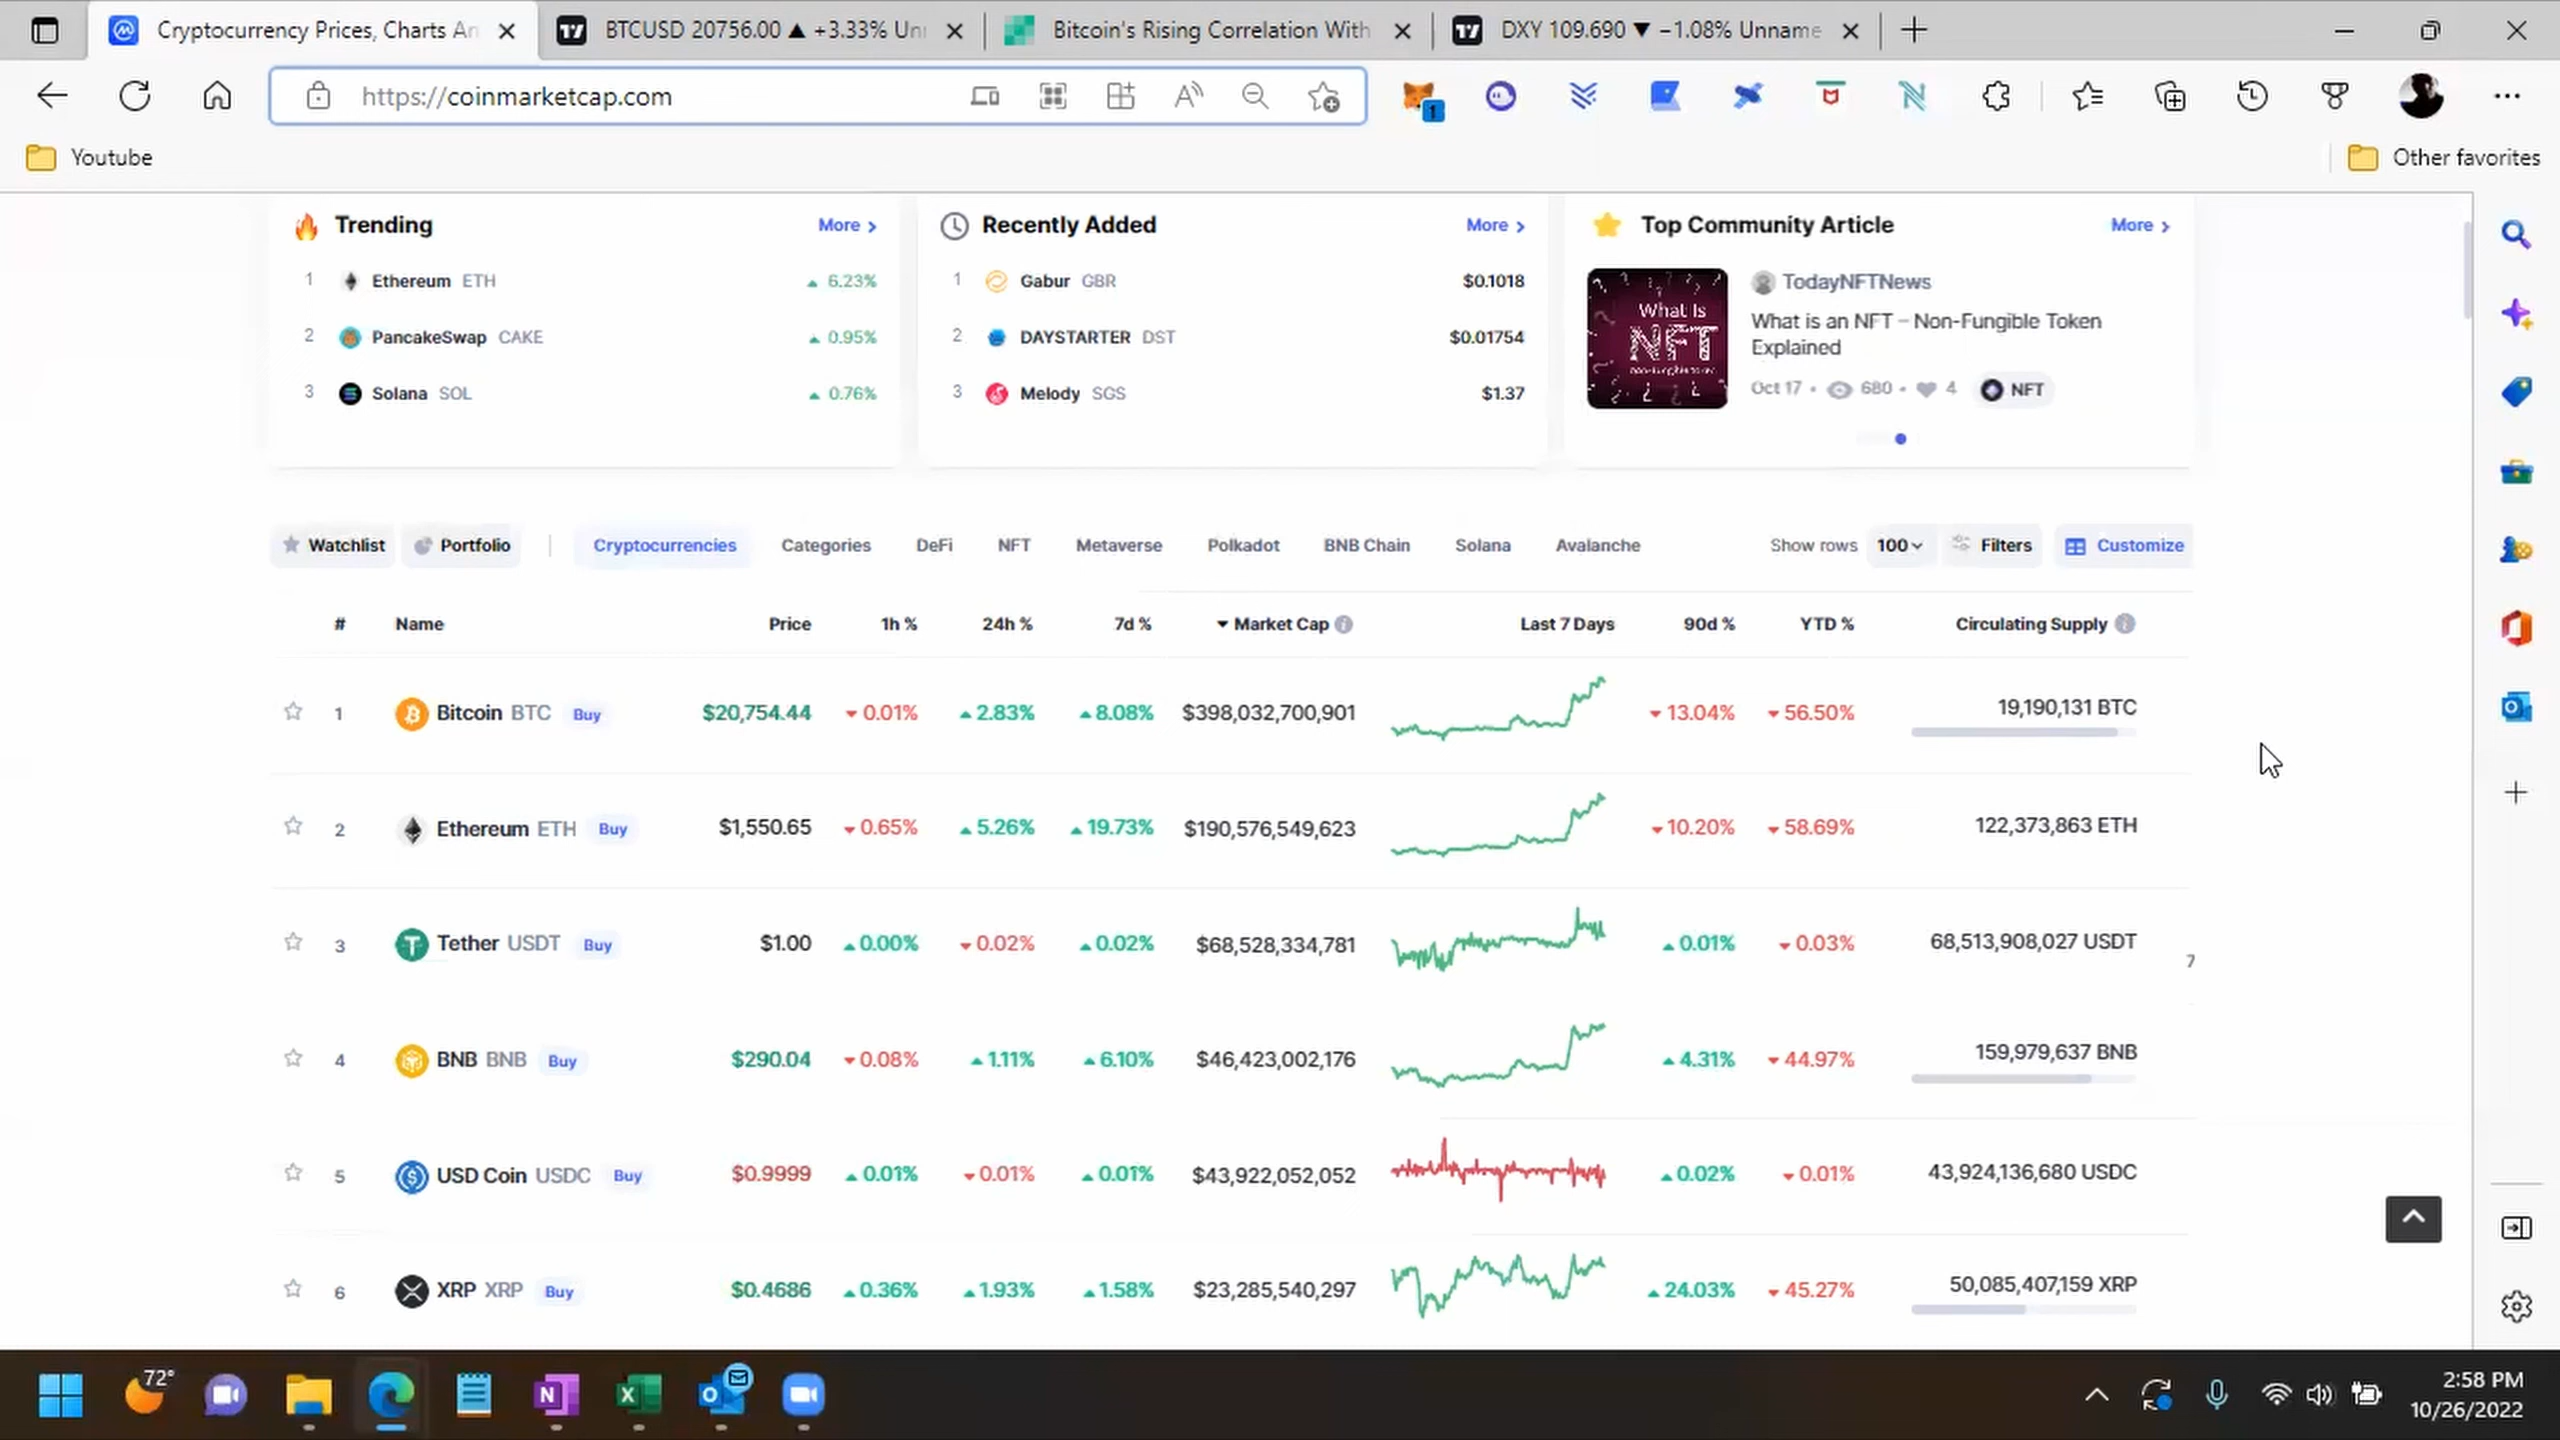 Cryptocurrency Prices, Charts An
BTCUSD 20756.00 ▲ +3.33% Un
Bitcoin's Rising Correlation With
DXY 109.690 ▼ −1.08% Unname
https://coinmarketcap.com
1
Youtube
Other favorites
Trending
More >
1 Ethereum ETH 6.23%
2 PancakeSwap CAKE 0.95%
3 Solana SOL 0.76%
Recently Added
More >
1 Gabur GBR $0.1018
2 DAYSTARTER DST $0.01754
3 Melody SGS $1.37
Top Community Article
More >
What Is
NFT
non-fungible token
TodayNFTNews
What is an NFT – Non-Fungible Token
Explained
Oct 17 • 680 • 4 NFT
Watchlist Portfolio Cryptocurrencies Categories DeFi NFT Metaverse Polkadot BNB Chain Solana Avalanche Show rows 100 Filters Customize
# Name Price 1h % 24h % 7d % Market Cap Last 7 Days 90d % YTD % Circulating Supply
1 Bitcoin BTC Buy $20,754.44 0.01% 2.83% 8.08% $398,032,700,901 13.04% 56.50% 19,190,131 BTC
2 Ethereum ETH Buy $1,550.65 0.65% 5.26% 19.73% $190,576,549,623 10.20% 58.69% 122,373,863 ETH
3 Tether USDT Buy $1.00 0.00% 0.02% 0.02% $68,528,334,781 0.01% 0.03% 68,513,908,027 USDT
7
4 BNB BNB Buy $290.04 0.08% 1.11% 6.10% $46,423,002,176 4.31% 44.97% 159,979,637 BNB
5 USD Coin USDC Buy $0.9999 0.01% 0.01% 0.01% $43,922,052,052 0.02% 0.01% 43,924,136,680 USDC
6 XRP XRP Buy $0.4686 0.36% 1.93% 1.58% $23,285,540,297 24.03% 45.27% 50,085,407,159 XRP
72°
2:58 PM
10/26/2022